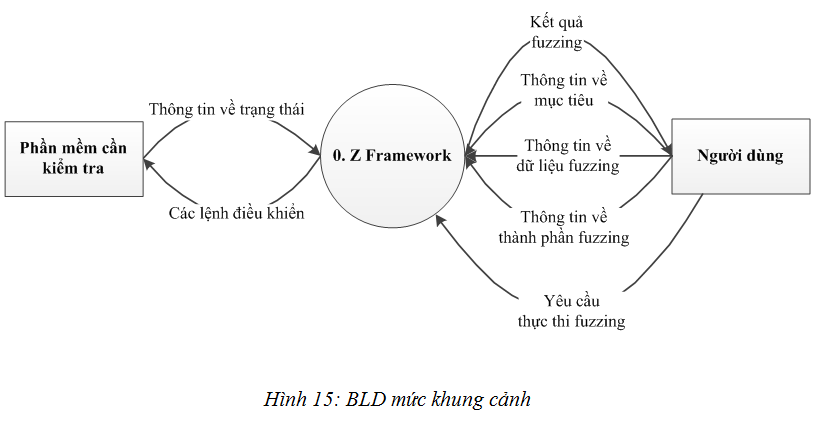 Kết quả
fuzzing
Thông tin về
mục tiêu
Thông tin về trạng thái
Phần mềm cần
kiểm tra
0. Z Framework
Thông tin về
dữ liệu fuzzing
Người dùng
Các lệnh điều khiển
Thông tin về
thành phần fuzzing
Yêu cầu
thực thi fuzzing
Hình 15: BLD mức khung cảnh